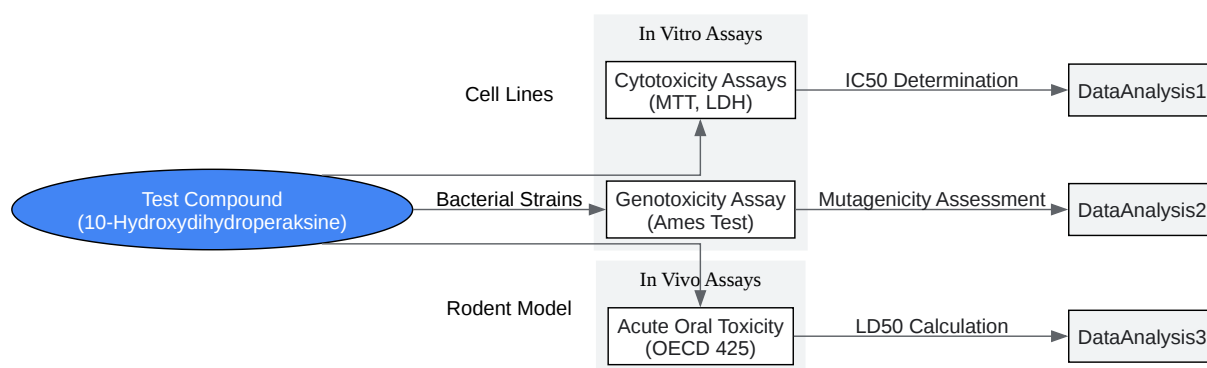 In Vitro Assays
Cell Lines
Cytotoxicity Assays
(MTT, LDH)
IC50 Determination
DataAnalysis1
Test Compound
(10-Hydroxydihydroperaksine)
Bacterial Strains
Genotoxicity Assay
(Ames Test)
Mutagenicity Assessment
DataAnalysis2
In Vivo Assays
Rodent Model
Acute Oral Toxicity
(OECD 425)
LD50 Calculation
DataAnalysis3